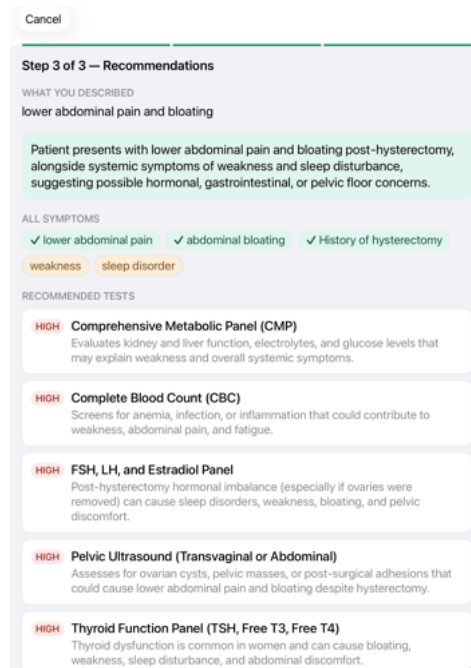 Cancel
Step 3 of 3 — Recommendations
WHAT YOU DESCRIBED
lower abdominal pain and bloating
Patient presents with lower abdominal pain and bloating post-hysterectomy,
alongside systemic symptoms of weakness and sleep disturbance,
suggesting possible hormonal, gastrointestinal, or pelvic floor concerns.
ALL SYMPTOMS
✓ lower abdominal pain ✓ abdominal bloating ✓ History of hysterectomy
weakness sleep disorder
RECOMMENDED TESTS
HIGH Comprehensive Metabolic Panel (CMP)
Evaluates kidney and liver function, electrolytes, and glucose levels that
may explain weakness and overall systemic symptoms.
HIGH Complete Blood Count (CBC)
Screens for anemia, infection, or inflammation that could contribute to
weakness, abdominal pain, and fatigue.
HIGH FSH, LH, and Estradiol Panel
Post-hysterectomy hormonal imbalance (especially if ovaries were
removed) can cause sleep disorders, weakness, bloating, and pelvic
discomfort.
HIGH Pelvic Ultrasound (Transvaginal or Abdominal)
Assesses for ovarian cysts, pelvic masses, or post-surgical adhesions that
could cause lower abdominal pain and bloating despite hysterectomy.
HIGH Thyroid Function Panel (TSH, Free T3, Free T4)
Thyroid dysfunction is common in women and can cause bloating,
weakness, sleep disturbance, and abdominal discomfort.